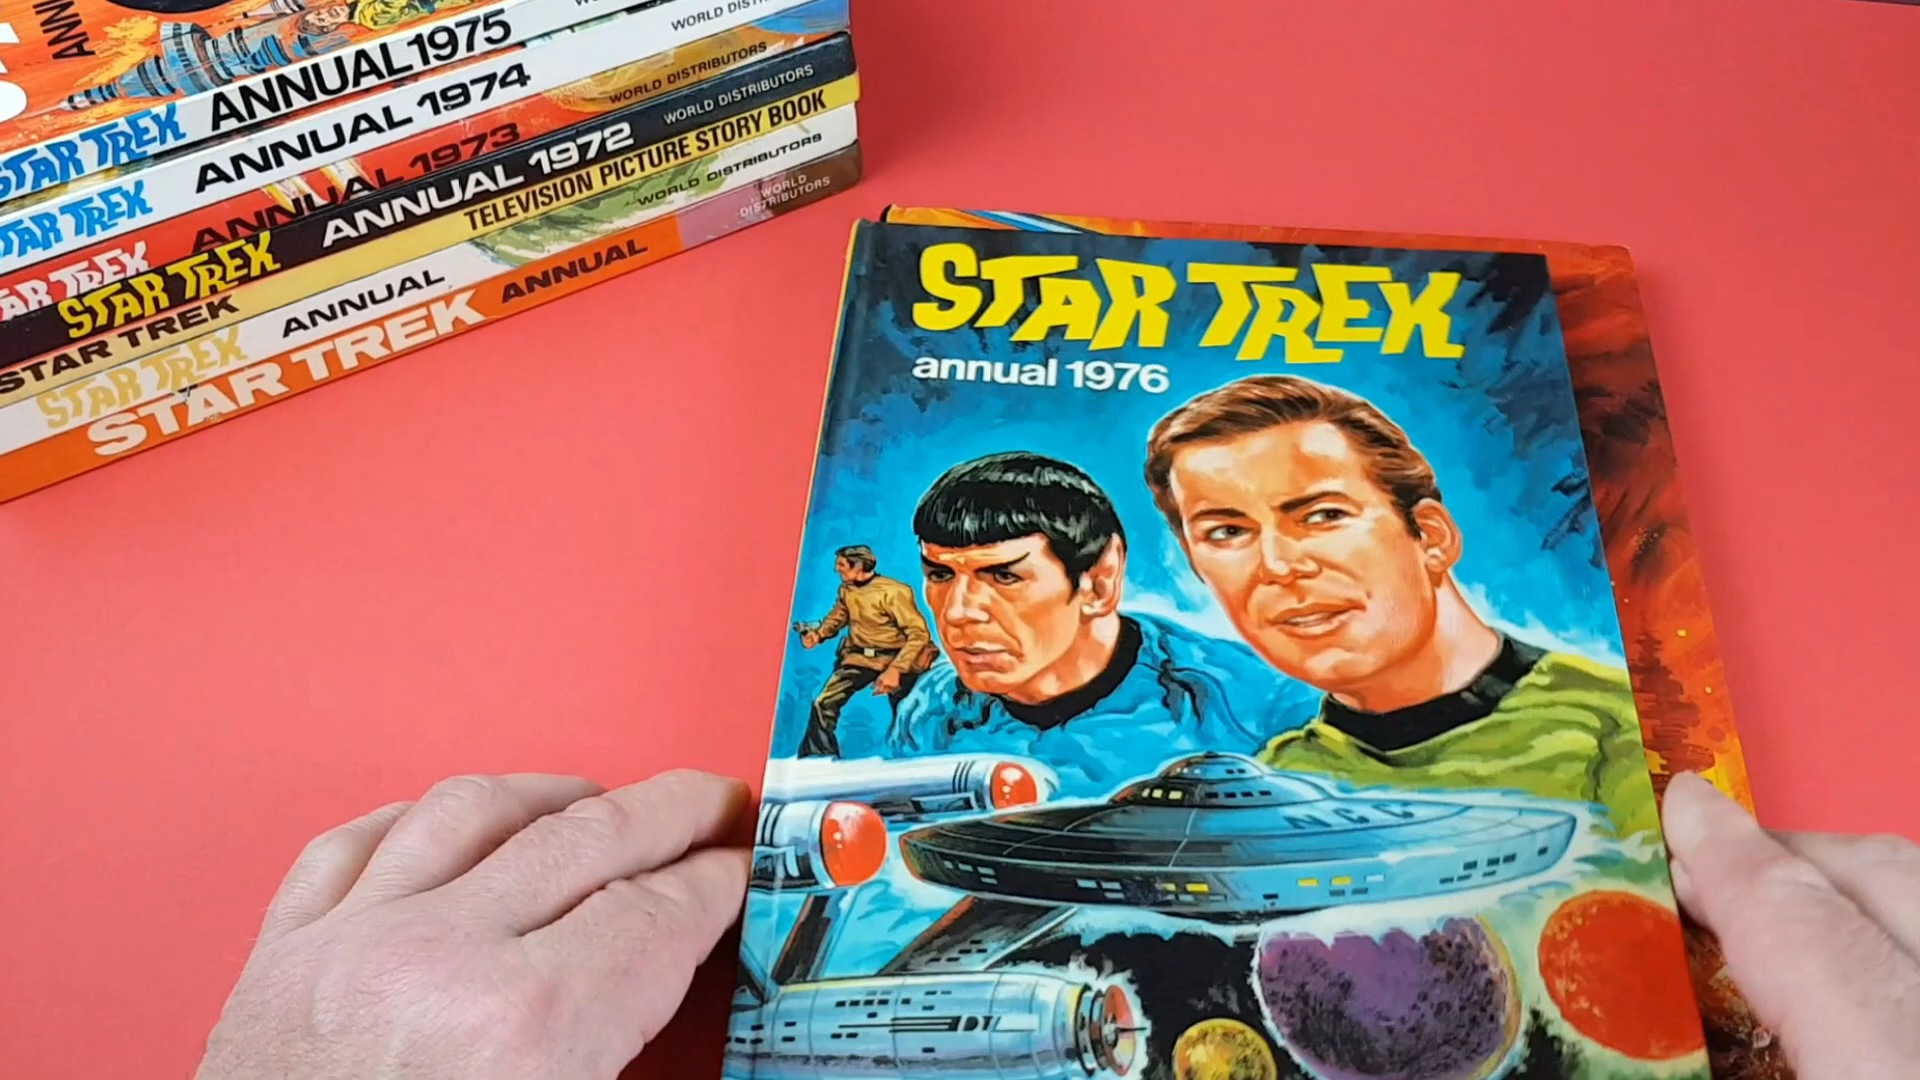 ANN
STAR TREK ANNUAL 1975
STAR TREK ANNUAL 1974 WORLD
STAR TREK ANNUAL 1973 WORLD DISTRIBUTORS
STAR TREK ANNUAL 1972 WORLD DISTRIBUTORS
STAR TREK TELEVISION PICTURE STORY BOOK
STAR TREK ANNUAL WORLD DISTRIBUTORS
STAR TREK ANNUAL WORLD DISTRIBUTORS
STAR TREK
annual 1976
NCC